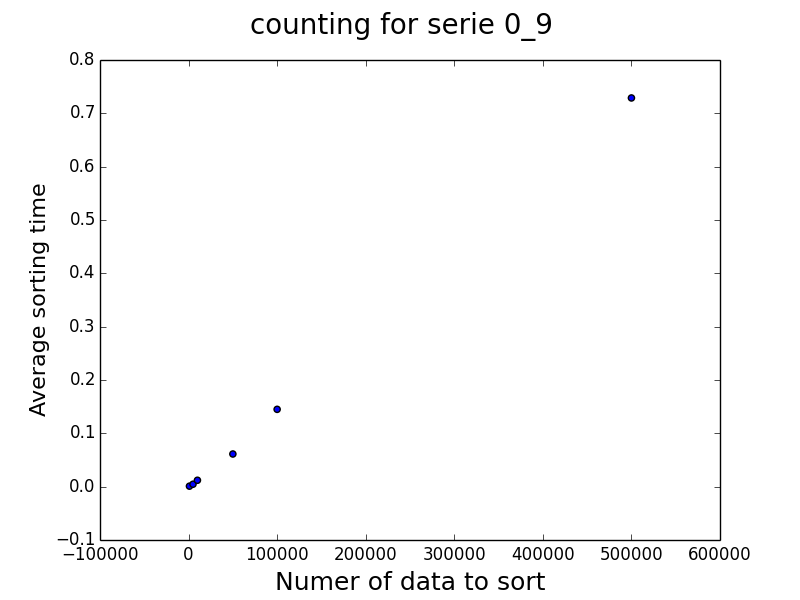 counting for serie 0_9
0.8
0.7
0.6
0.5
0.4
0.3
0.2
0.1
0.0
−0.1
Average sorting time
−100000 0 100000 200000 300000 400000 500000 600000
Numer of data to sort